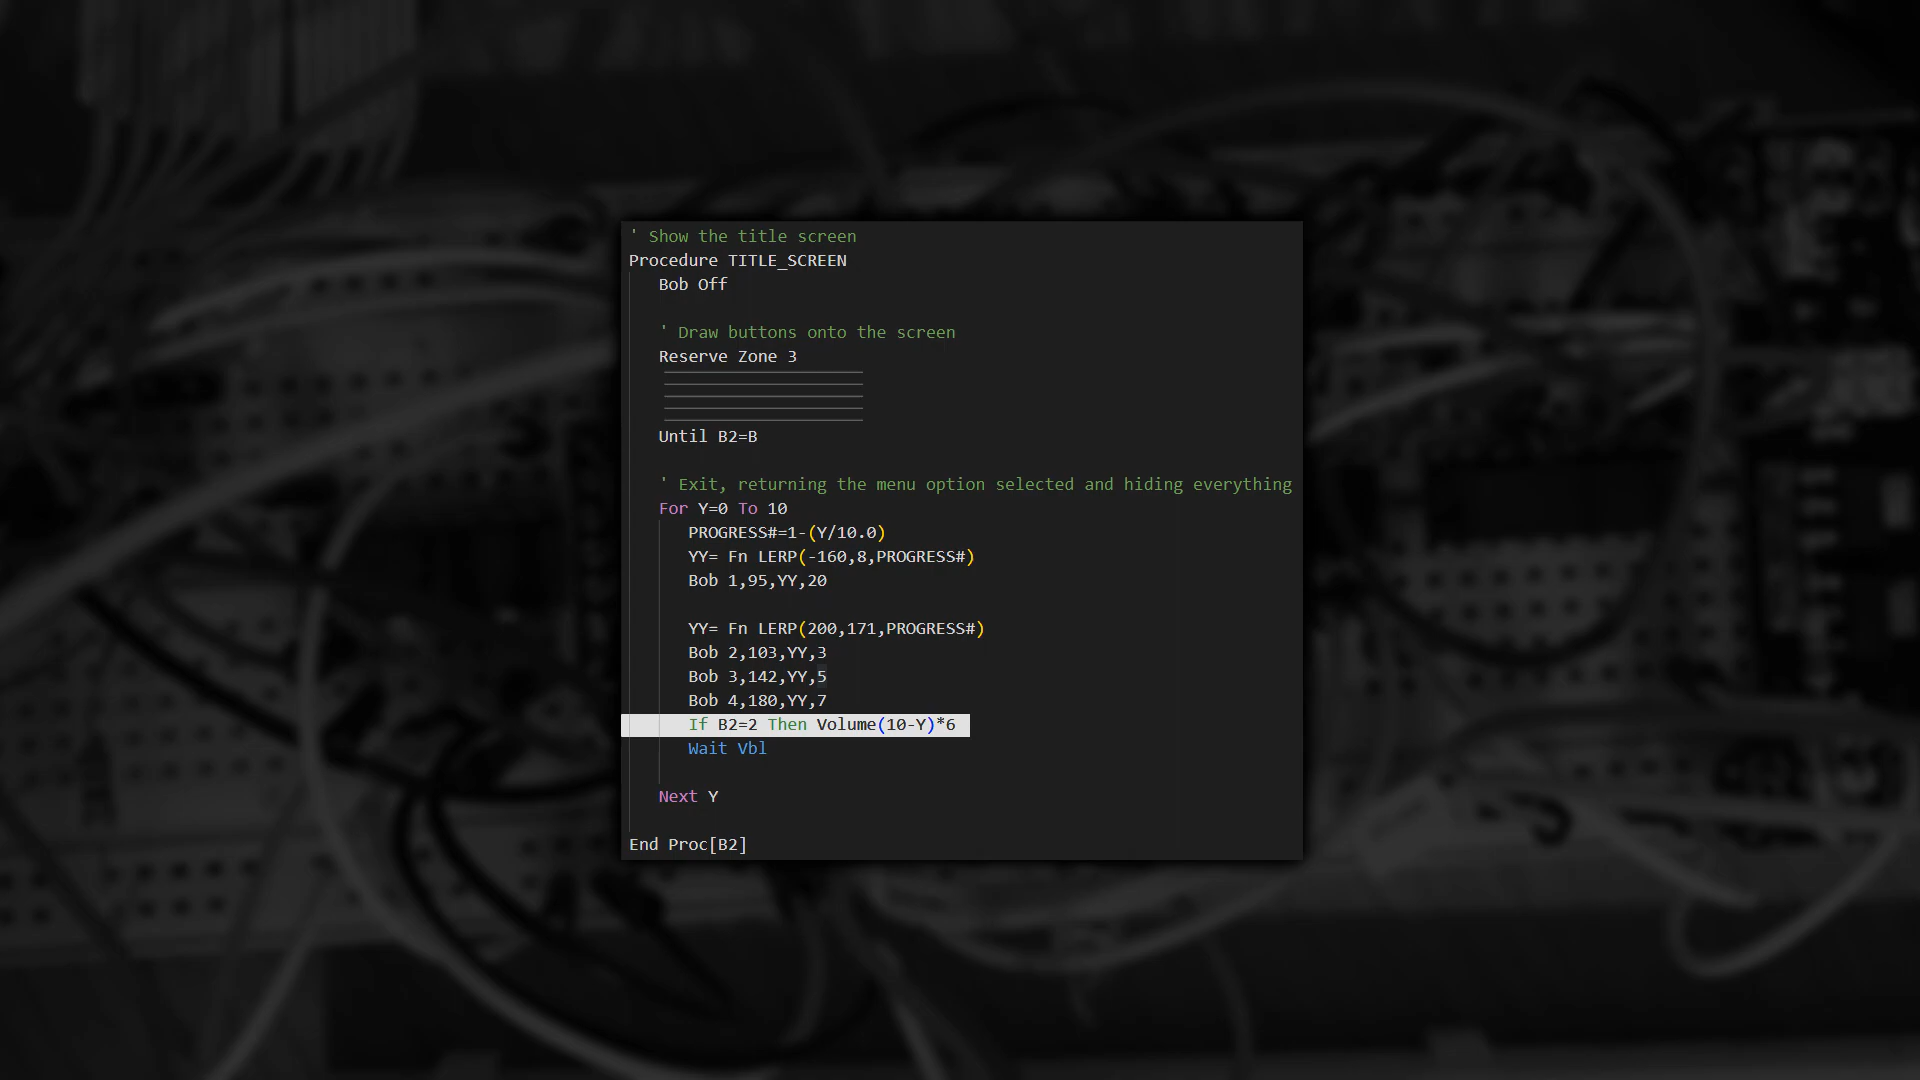 ' Show the title screen
Procedure TITLE_SCREEN
Bob Off
' Draw buttons onto the screen
Reserve Zone 3
Until B2=B
' Exit, returning the menu option selected and hiding everything
For Y=0 To 10
PROGRESS#=1-(Y/10.0)
YY= Fn LERP(-160,8,PROGRESS#)
Bob 1,95,YY,20
YY= Fn LERP(200,171,PROGRESS#)
Bob 2,103,YY,3
Bob 3,142,YY,5
Bob 4,180,YY,7
If B2=2 Then Volume(10-Y)*6
Wait Vbl
Next Y
End Proc[B2]